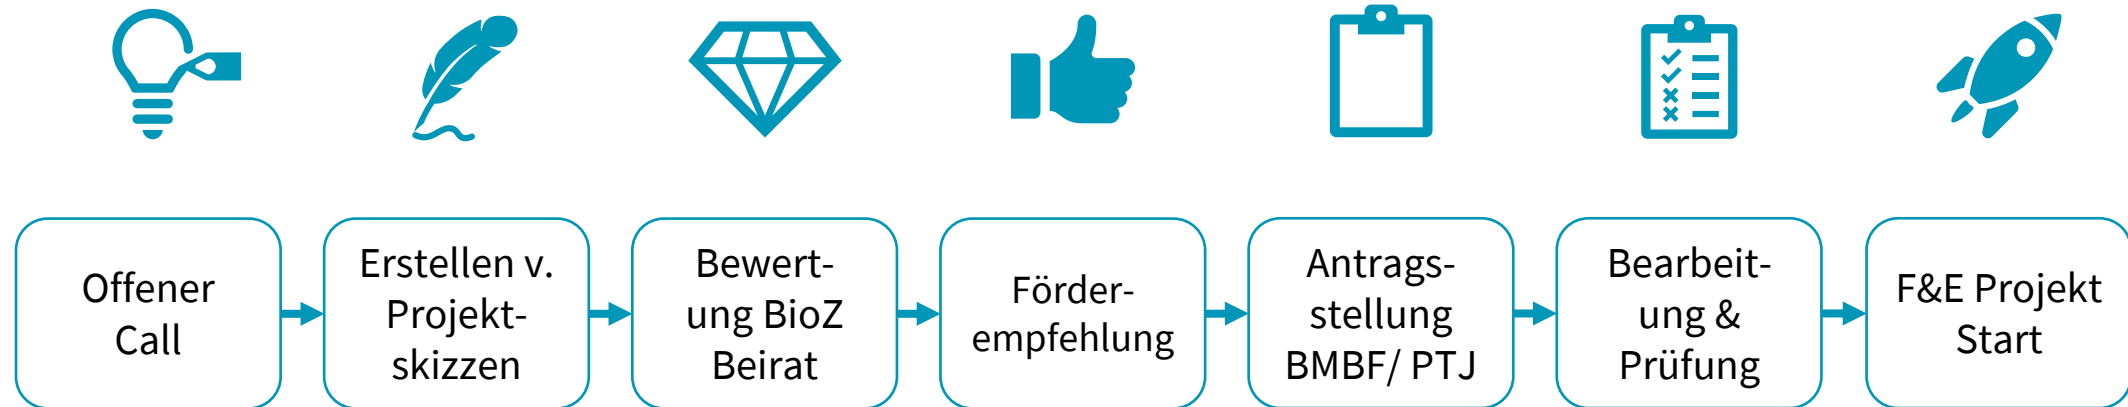 Offener
Call
Erstellen v.
Projekt-
skizzen
Bewert-
ung BioZ
Beirat
Förder-
empfehlung
Antrags-
stellung
BMBF/ PTJ
Bearbeit-
ung &
Prüfung
F&E Projekt
Start